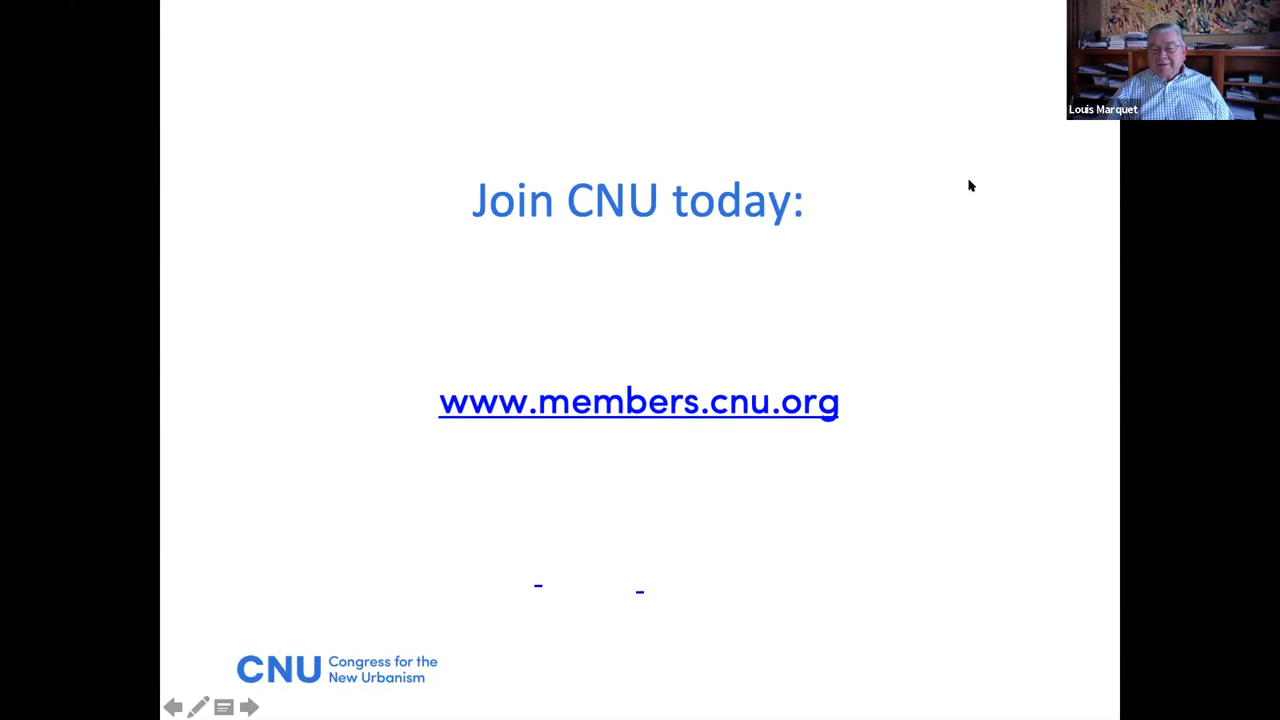 Louis Marquet
Join CNU today:
www.members.cnu.org
CNU Congress for the
New Urbanism